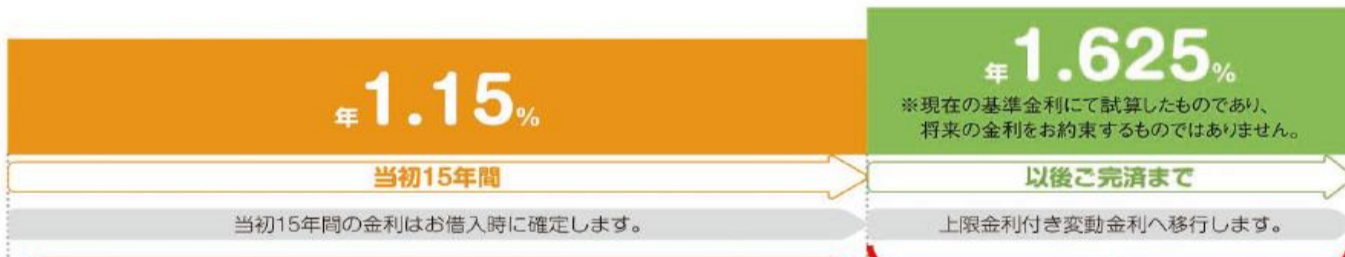 年1.15%
年1.625%
※現在の基準金利にて試算したものであり、
将来の金利をお約束するものではありません。
当初15年間
以後ご完済まで
当初15年間の金利はお借入時に確定します。
上限金利付き変動金利へ移行します。